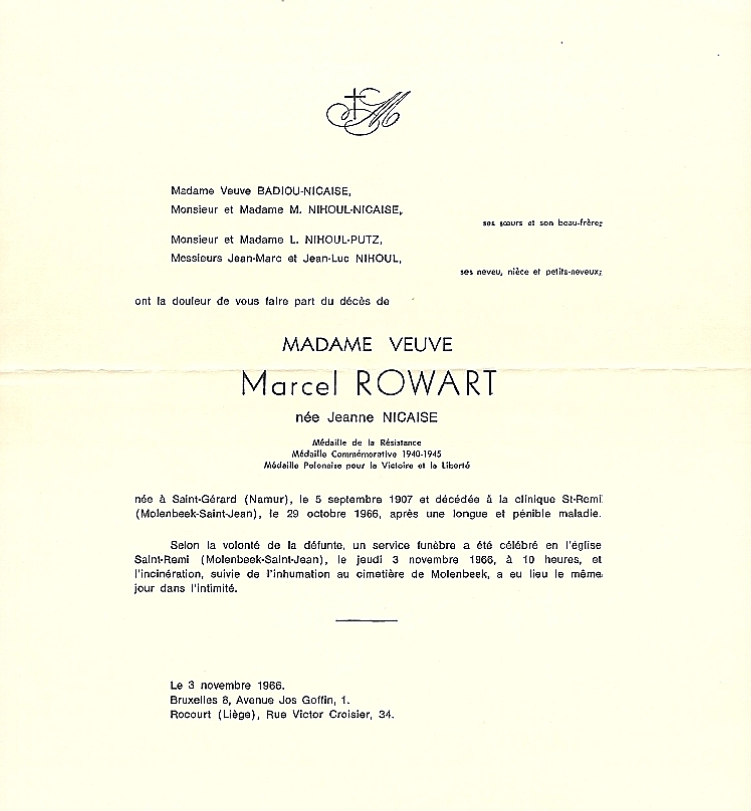 M
Madame Veuve BADIOU-NICAISE,
Monsieur et Madame M. NIHOUL-NICAISE,
ses sœurs et son beau-frère;
Monsieur et Madame L. NIHOUL-PUTZ,
Messieurs Jean-Marc et Jean-Luc NIHOUL,
ses neveu, nièce et petits-neveux;
ont la douleur de vous faire part du décès de
MADAME VEUVE
Marcel ROWART
née Jeanne NICAISE
Médaille de la Résistance
Médaille Commémorative 1940-1945
Médaille Polonaise pour la Victoire et la Liberté
née à Saint-Gérard (Namur), le 5 septembre 1907 et décédée à la clinique St-Remi
(Molenbeek-Saint-Jean), le 29 octobre 1966, après une longue et pénible maladie.
Selon la volonté de la défunte, un service funèbre a été célébré en l'église
Saint-Remi (Molenbeek-Saint-Jean), le jeudi 3 novembre 1966, à 10 heures, et
l'incinération, suivie de l'inhumation au cimetière de Molenbeek, a eu lieu le même
jour dans l'intimité.
Le 3 novembre 1966.
Bruxelles 8, Avenue Jos Goffin, 1.
Rocourt (Liège), Rue Victor Croisier, 34.